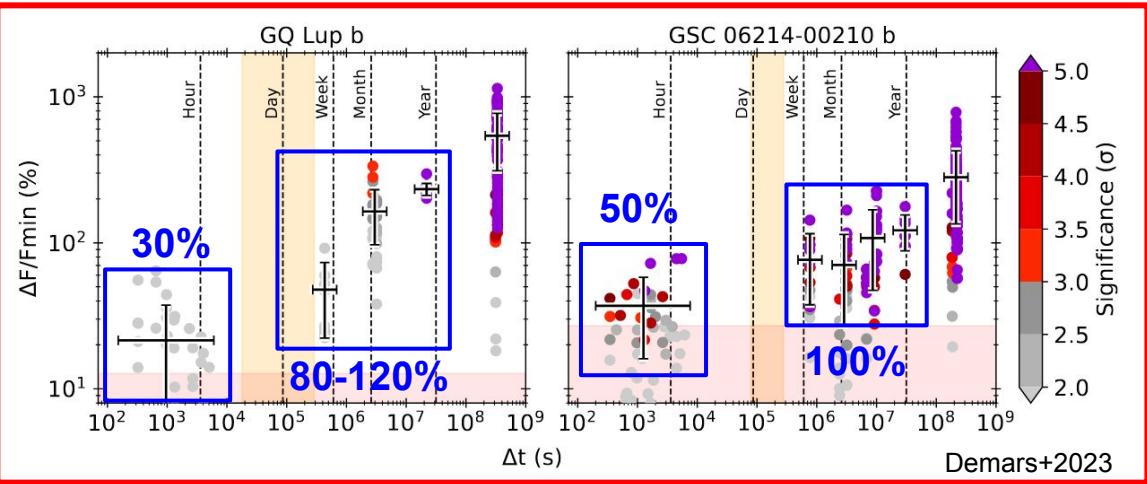 GQ Lup b
GSC 06214-00210 b
ΔF/Fmin (%)
10³
10²
10¹
Hour
Day
Week
Month
Year
30%
80-120%
Hour
Day
Week
Month
Year
50%
100%
10² 10³ 10⁴ 10⁵ 10⁶ 10⁷ 10⁸ 10⁹
10² 10³ 10⁴ 10⁵ 10⁶ 10⁷ 10⁸ 10⁹
Δt (s)
5.0
4.5
4.0
3.5
3.0
2.5
2.0
Significance (σ)
Demars+2023